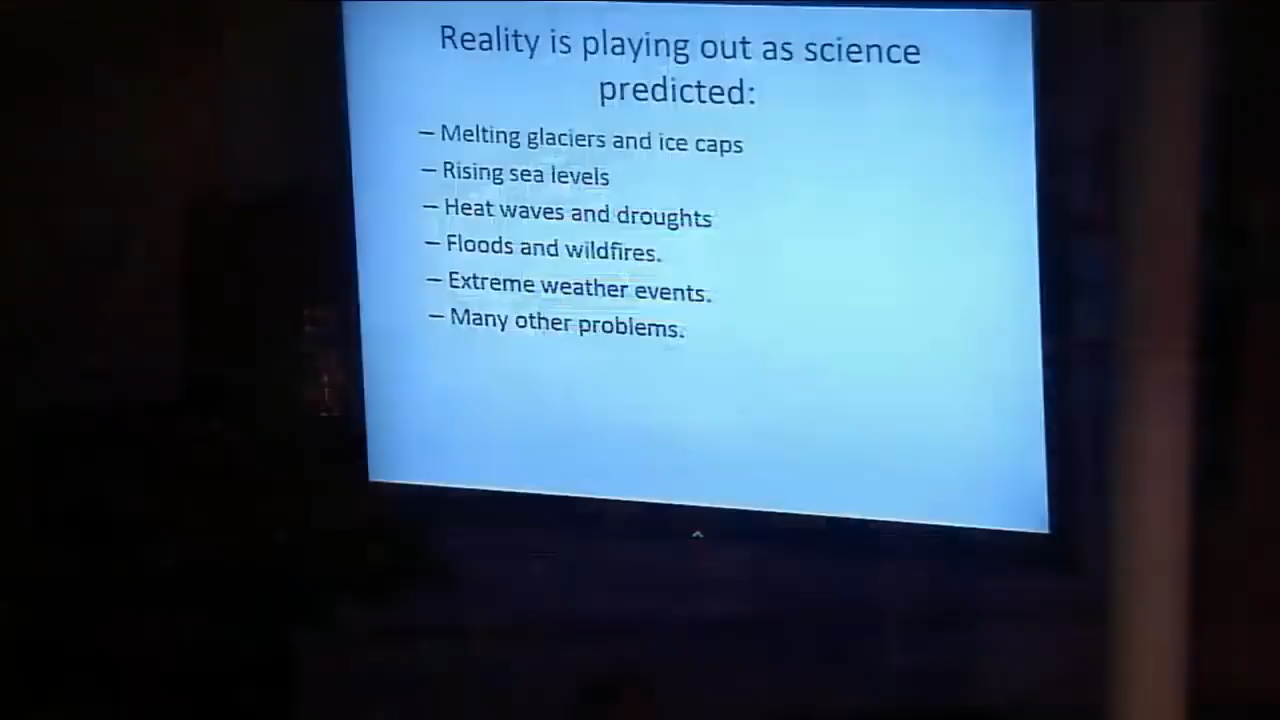 Reality is playing out as science
predicted:
– Melting glaciers and ice caps
– Rising sea levels
– Heat waves and droughts
– Floods and wildfires.
– Extreme weather events.
– Many other problems.